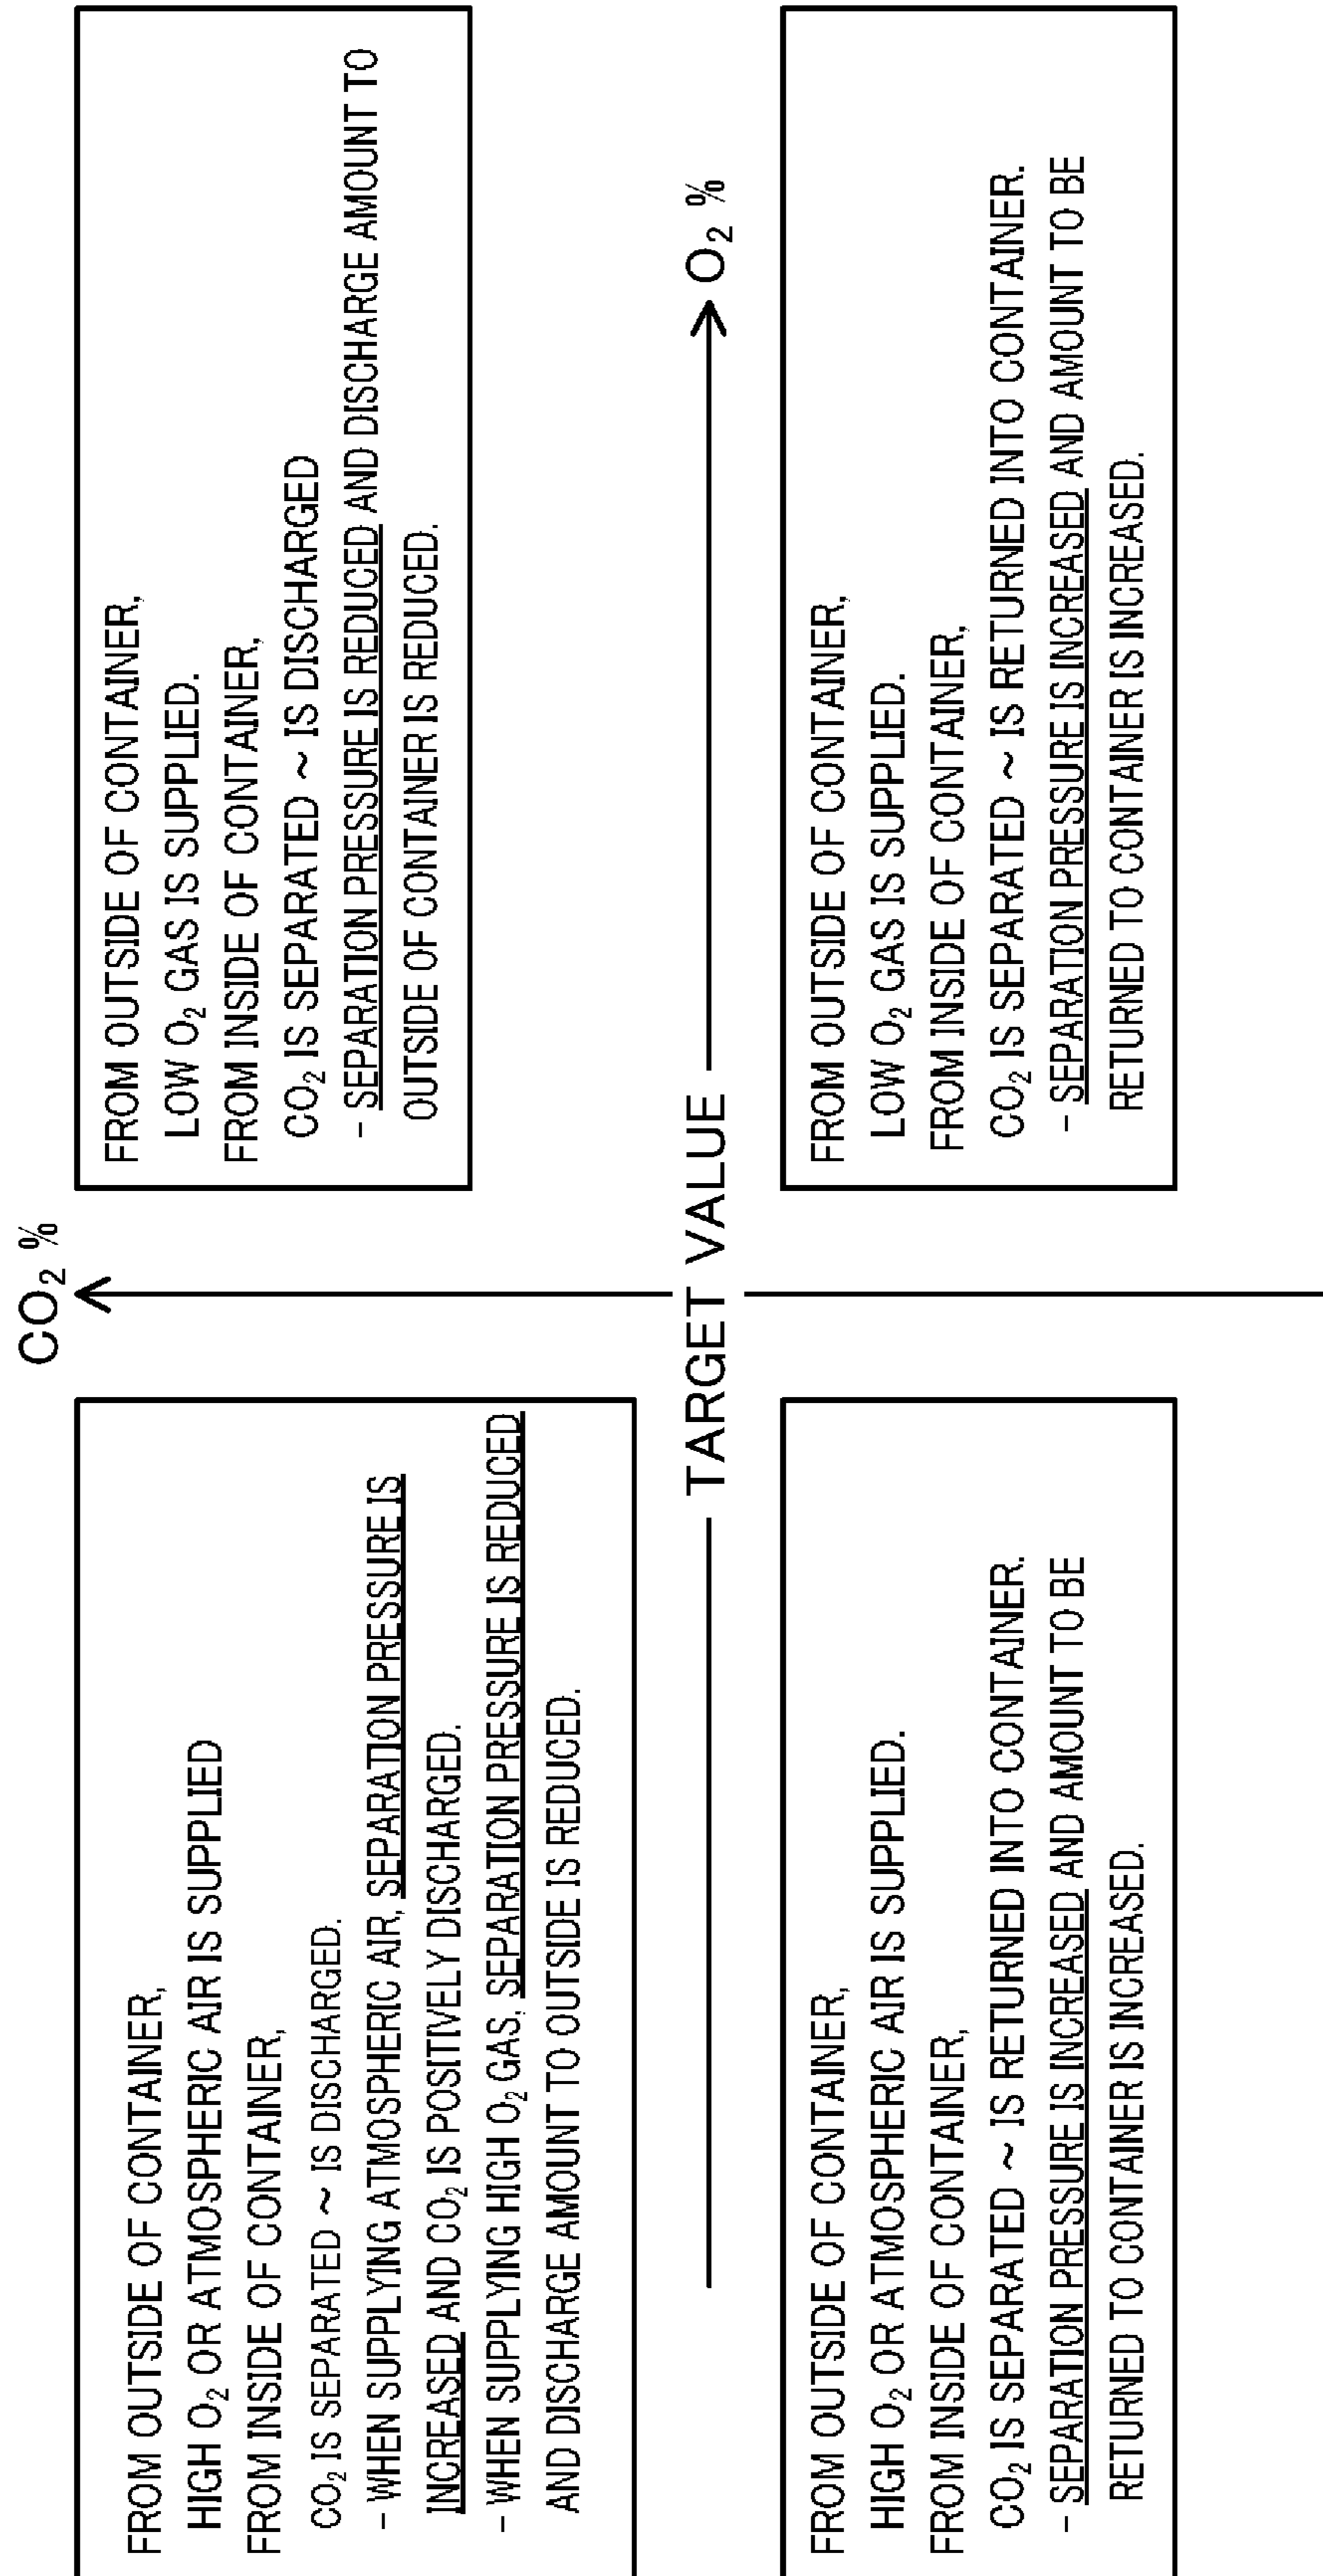 CO₂ %
FROM OUTSIDE OF CONTAINER,
HIGH O₂ OR ATMOSPHERIC AIR IS SUPPLIED
FROM INSIDE OF CONTAINER,
CO₂ IS SEPARATED ~ IS DISCHARGED.
- WHEN SUPPLYING ATMOSPHERIC AIR, SEPARATION PRESSURE IS
INCREASED AND CO₂ IS POSITIVELY DISCHARGED.
- WHEN SUPPLYING HIGH O₂ GAS, SEPARATION PRESSURE IS REDUCED
AND DISCHARGE AMOUNT TO OUTSIDE IS REDUCED.
FROM OUTSIDE OF CONTAINER,
LOW O₂ GAS IS SUPPLIED.
FROM INSIDE OF CONTAINER,
CO₂ IS SEPARATED ~ IS DISCHARGED
- SEPARATION PRESSURE IS REDUCED AND DISCHARGE AMOUNT TO
OUTSIDE OF CONTAINER IS REDUCED.
TARGET VALUE
O₂ %
FROM OUTSIDE OF CONTAINER,
HIGH O₂ OR ATMOSPHERIC AIR IS SUPPLIED.
FROM INSIDE OF CONTAINER,
CO₂ IS SEPARATED ~ IS RETURNED INTO CONTAINER.
- SEPARATION PRESSURE IS INCREASED AND AMOUNT TO BE
RETURNED TO CONTAINER IS INCREASED.
FROM OUTSIDE OF CONTAINER,
LOW O₂ GAS IS SUPPLIED.
FROM INSIDE OF CONTAINER,
CO₂ IS SEPARATED ~ IS RETURNED INTO CONTAINER.
- SEPARATION PRESSURE IS INCREASED AND AMOUNT TO BE
RETURNED TO CONTAINER IS INCREASED.